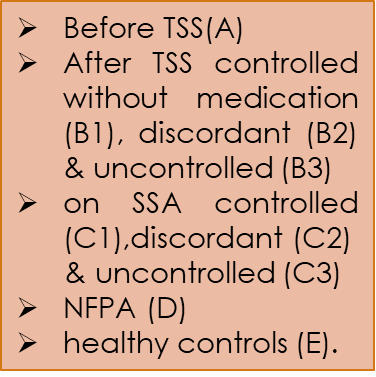 ➢ Before TSS(A)
➢ After TSS controlled
without medication
(B1), discordant (B2)
& uncontrolled (B3)
➢ on SSA controlled
(C1),discordant (C2)
& uncontrolled (C3)
➢ NFPA (D)
➢ healthy controls (E).